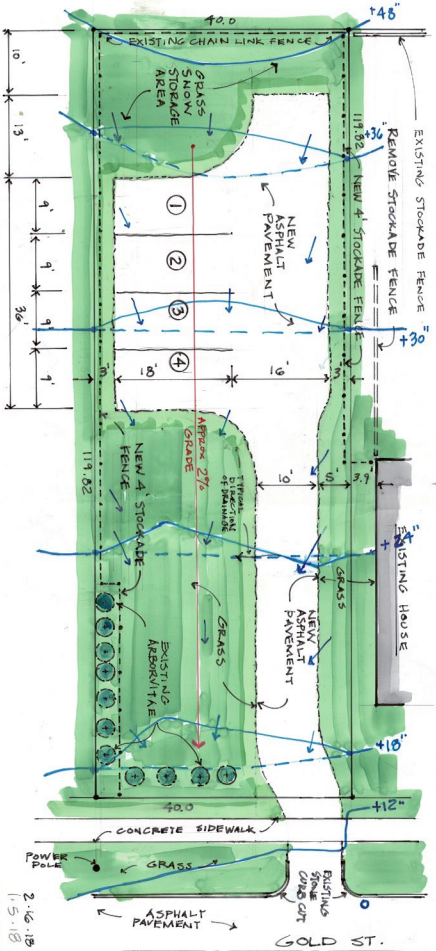 40.0
+48"
EXISTING CHAIN LINK FENCE
10'
GRASS
SNOW
STORAGE
AREA
EXISTING STOCKADE FENCE
13'
+36"
119.82
REMOVE STOCKADE FENCE
NEW 4' STOCKADE FENCE
9'
1
NEW
ASPHALT
PAVEMENT
9'
2
36'
9'
3
+30"
9'
4
3'
18'
16'
3'
119.82
APPROX 2%
GRADE
NEW 4' STOCKADE
FENCE
TYPICAL
DIRECTION
OF DRAINAGE
10'
5'
3.9
EXISTING HOUSE
+24"
GRASS
GRASS
NEW
ASPHALT
PAVEMENT
EXISTING
ARBORVITAE
+18"
40.0
+12"
CONCRETE SIDEWALK
POWER
POLE
GRASS
EXISTING
STONE
CURB CUT
0
ASPHALT
PAVEMENT
GOLD ST.
2.16.18
1.5.18